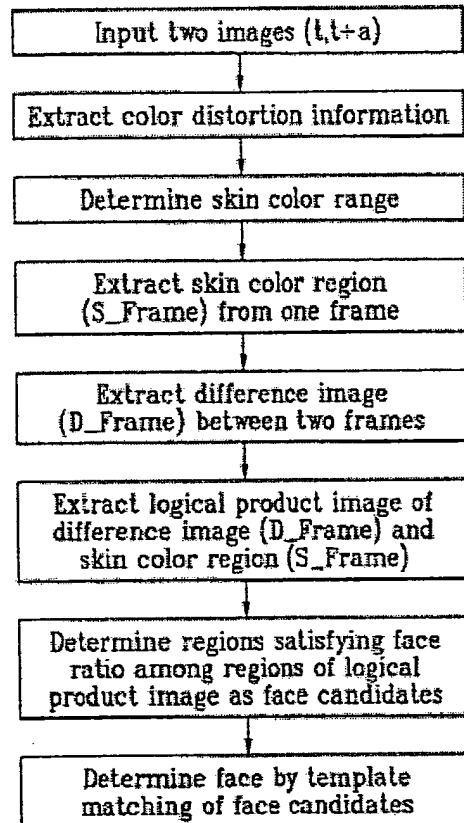 Input two images (t,t+a)
Extract color distortion information
Determine skin color range
Extract skin color region
(S_Frame) from one frame
Extract difference image
(D_Frame) between two frames
Extract logical product image of
difference image (D_Frame) and
skin color region (S_Frame)
Determine regions satisfying face
ratio among regions of logical
product image as face candidates
Determine face by template
matching of face candidates